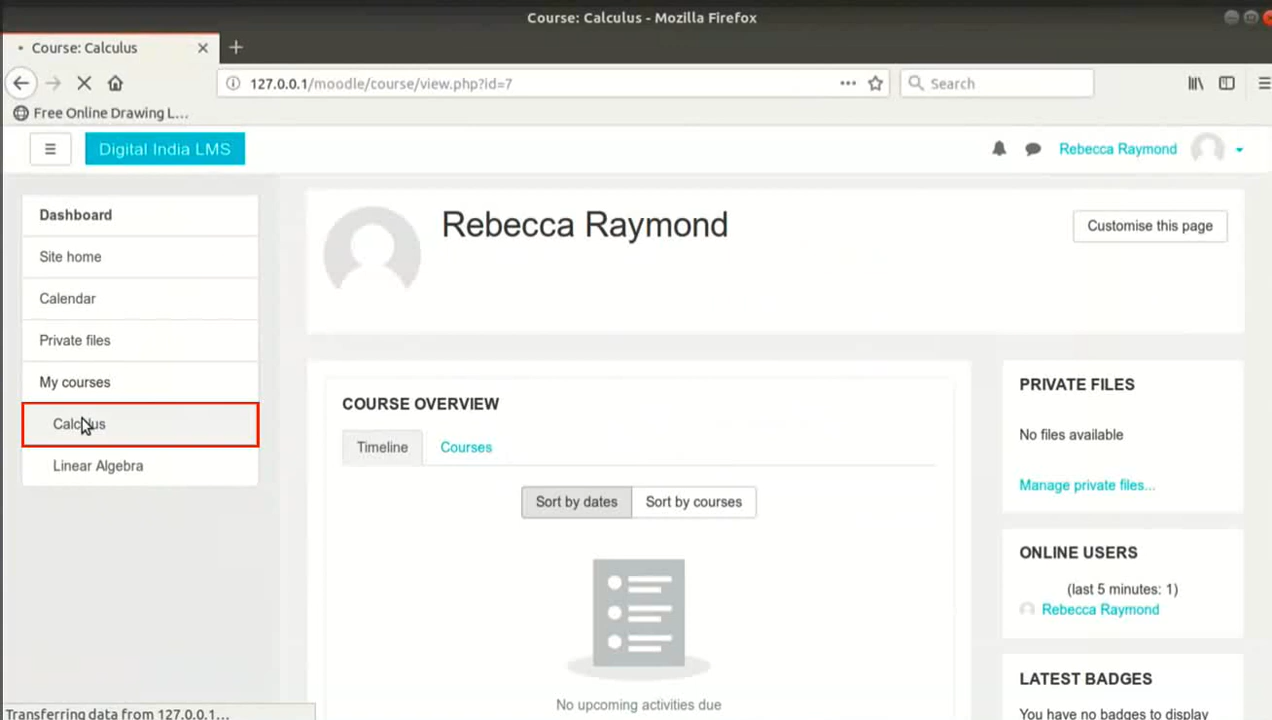 Course: Calculus - Mozilla Firefox
Course: Calculus
127.0.0.1/moodle/course/view.php?id=7
Search
Free Online Drawing L...
Digital India LMS
Rebecca Raymond
Dashboard
Site home
Calendar
Private files
My courses
Calculus
Linear Algebra
Rebecca Raymond
Customise this page
COURSE OVERVIEW
Timeline
Courses
Sort by dates
Sort by courses
No upcoming activities due
PRIVATE FILES
No files available
Manage private files...
ONLINE USERS
(last 5 minutes: 1)
Rebecca Raymond
LATEST BADGES
You have no badges to display
Transferring data from 127.0.0.1...